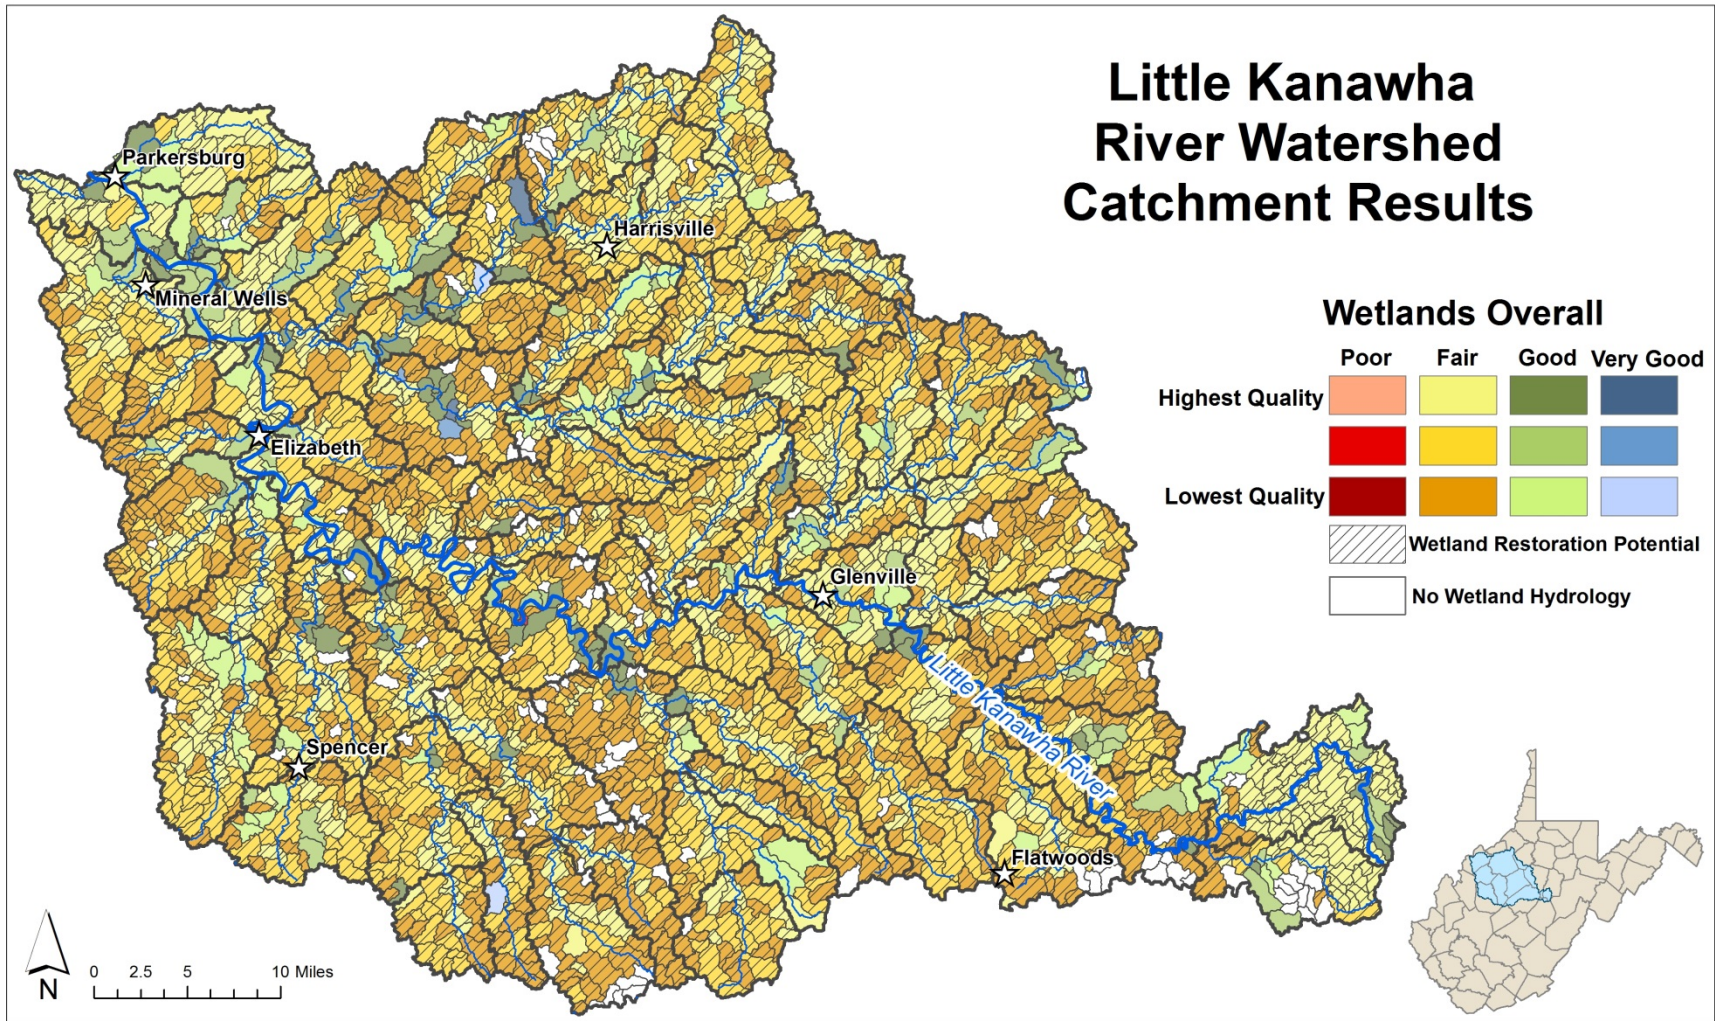 Little Kanawha
River Watershed
Catchment Results
Parkersburg
Harrisville
Mineral Wells
Elizabeth
Glenville
Little Kanawha River
Spencer
Flatwoods
Wetlands Overall
Poor Fair Good Very Good
Highest Quality
Lowest Quality
Wetland Restoration Potential
No Wetland Hydrology
N
0 2.5 5 10 Miles